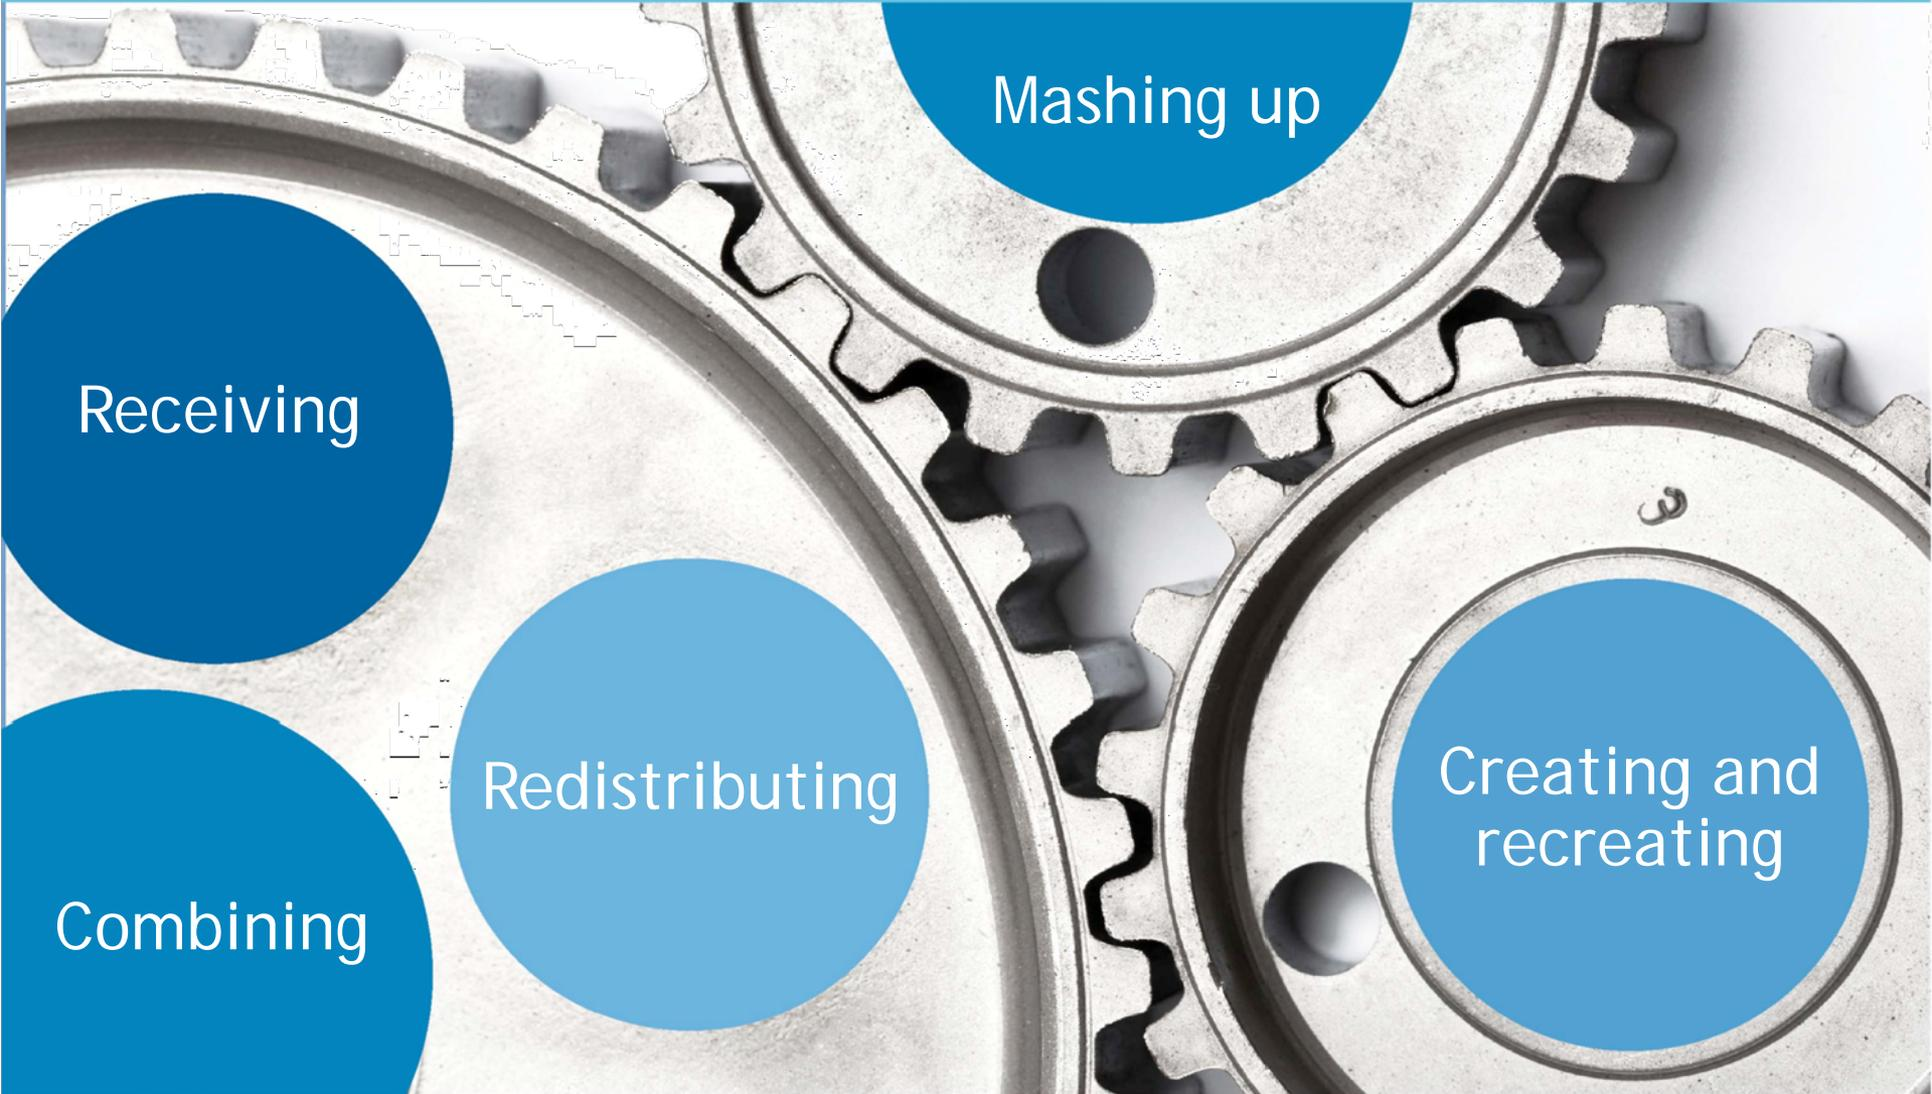 Mashing up
Receiving
Redistributing
Creating and
recreating
Combining